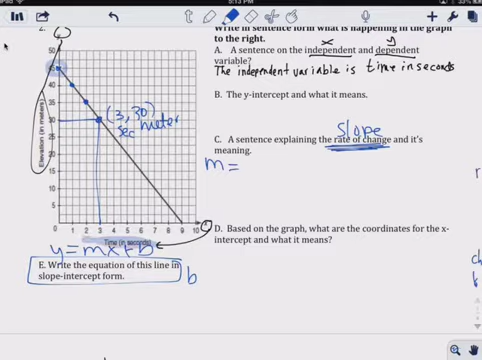 iPad
5:13 PM
2.
Write in sentence form what is happening in the graph
to the right.
x y
A. A sentence on the independent and dependent
variable?
The independent variable is time in seconds
B. The y-intercept and what it means.
slope
C. A sentence explaining the rate of change and it's
meaning.
m =
D. Based on the graph, what are the coordinates for the x-
intercept and what it means?
Elevation (in meters)
50
45
40
35
30
25
20
15
10
5
0 1 2 3 4 5 6 7 8 9 10
Time (in seconds)
(3, 30)
sec meter
y = mx + b
E. Write the equation of this line in
slope-intercept form.
b